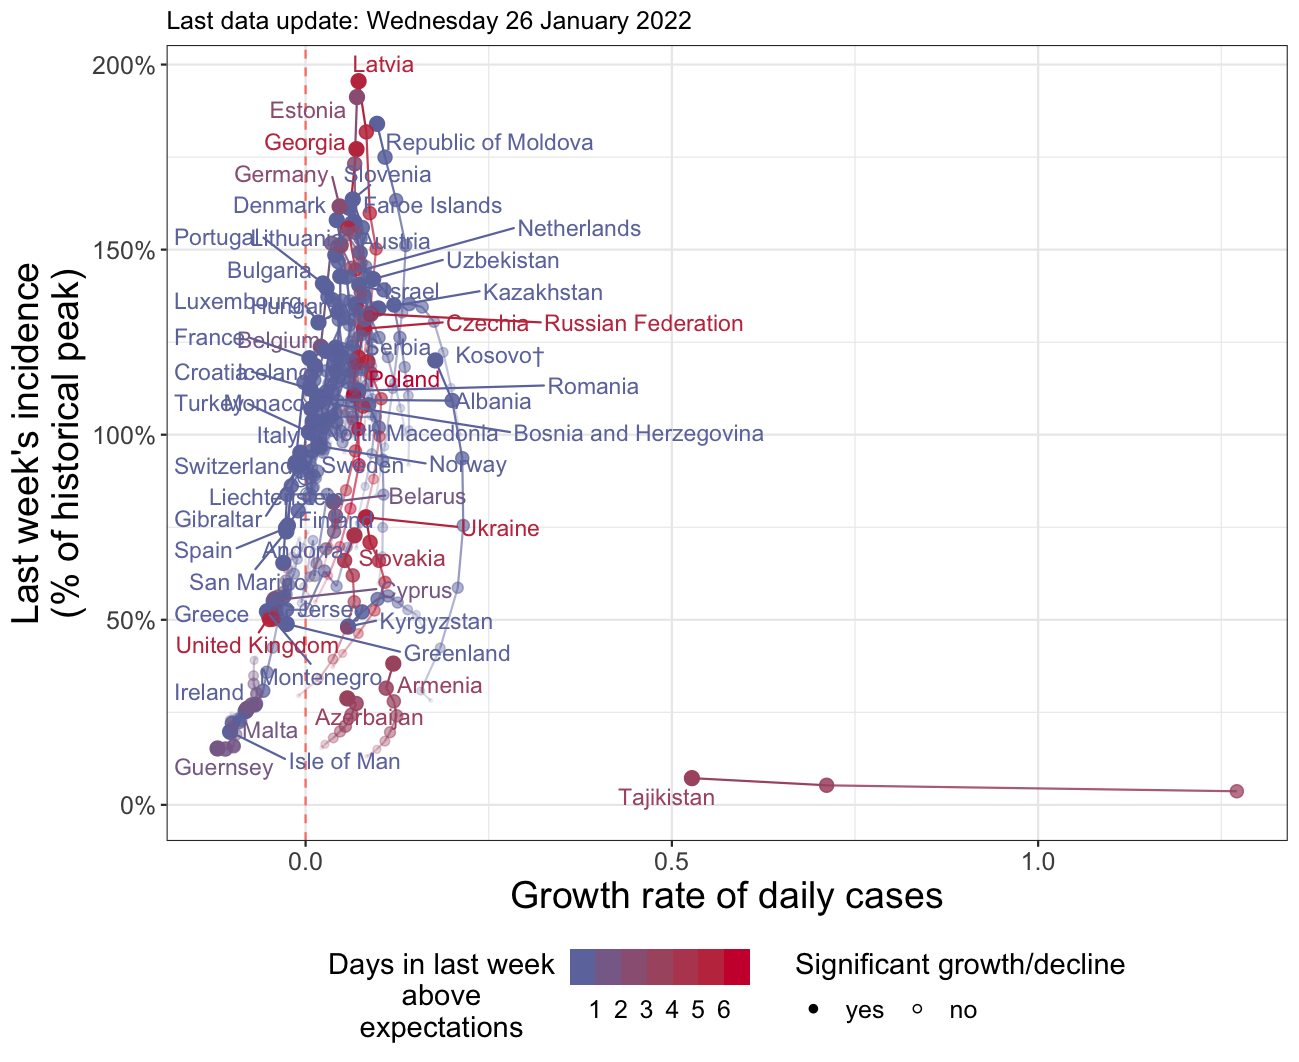 Last data update: Wednesday 26 January 2022
Last week's incidence
(% of historical peak)
200%
150%
100%
50%
0%
Latvia
Estonia
Republic of Moldova
Georgia
Germany
Slovenia
Denmark
Faroe Islands
Netherlands
Portugal
Lithuania
Austria
Uzbekistan
Bulgaria
Israel
Kazakhstan
Luxembourg
Hungary
Czechia
Russian Federation
France
Belgium
Serbia
Kosovo†
Croatia
Iceland
Poland
Romania
Turkey
Monaco
Albania
Italy
North Macedonia
Bosnia and Herzegovina
Switzerland
Sweden
Norway
Liechtenstein
Belarus
Gibraltar
Finland
Ukraine
Spain
Andorra
Slovakia
San Marino
Cyprus
Greece
Jersey
Kyrgyzstan
United Kingdom
Greenland
Montenegro
Ireland
Armenia
Azerbaijan
Malta
Isle of Man
Guernsey
Tajikistan
0.0
0.5
1.0
Growth rate of daily cases
Days in last week
above
expectations
1 2 3 4 5 6
Significant growth/decline
yes
no